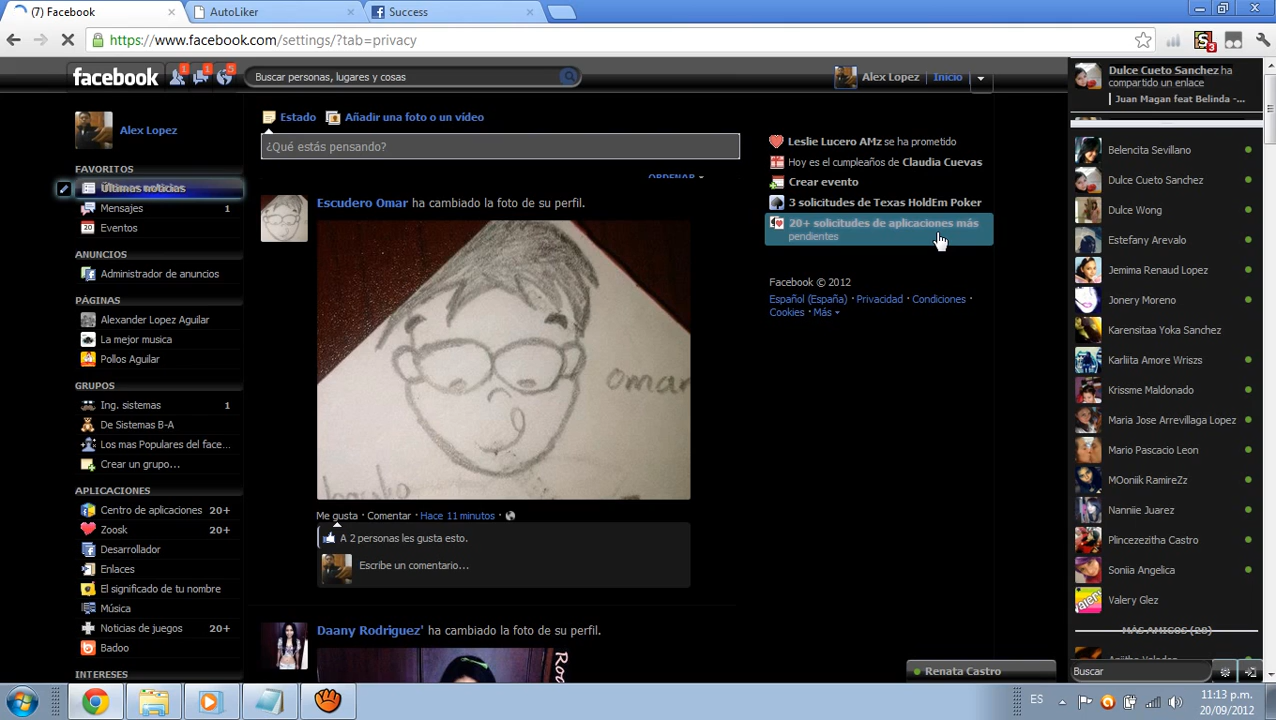 (7) Facebook
AutoLiker
Success
https://www.facebook.com/settings/?tab=privacy
3
facebook
1
1
5
Buscar personas, lugares y cosas
Alex Lopez
Inicio
Alex Lopez
FAVORITOS
Últimas noticias
Mensajes 1
20 Eventos
ANUNCIOS
Administrador de anuncios
PÁGINAS
Alexander Lopez Aguilar
La mejor musica
Pollos Aguilar
GRUPOS
Ing. sistemas 1
De Sistemas B-A
Los mas Populares del face...
Crear un grupo...
APLICACIONES
Centro de aplicaciones 20+
Zoosk 20+
Desarrollador
Enlaces
El significado de tu nombre
Música
Noticias de juegos 20+
Badoo
INTERESES
Estado Añadir una foto o un vídeo
¿Qué estás pensando?
ORDENAR
Escudero Omar ha cambiado la foto de su perfil.
omar
Me gusta · Comentar · Hace 11 minutos ·
A 2 personas les gusta esto.
Escribe un comentario...
Daany Rodriguez' ha cambiado la foto de su perfil.
Leslie Lucero AMz se ha prometido
Hoy es el cumpleaños de Claudia Cuevas
Crear evento
3 solicitudes de Texas HoldEm Poker
20+ solicitudes de aplicaciones más
pendientes
Facebook © 2012
Español (España) · Privacidad · Condiciones ·
Cookies · Más
Dulce Cueto Sanchez ha
compartido un enlace
Juan Magan feat Belinda -...
Belencita Sevillano
Dulce Cueto Sanchez
Dulce Wong
Estefany Arevalo
Jemima Renaud Lopez
Jonery Moreno
Karensitaa Yoka Sanchez
Karliita Amore Wriszs
Krissme Maldonado
Maria Jose Arrevillaga Lopez
Mario Pascacio Leon
MOoniik RamireZz
Nanniie Juarez
Plincezezitha Castro
Soniia Angelica
Valery Glez
MÁS AMIGOS (28)
Renata Castro
Buscar
ES
11:13 p.m.
20/09/2012